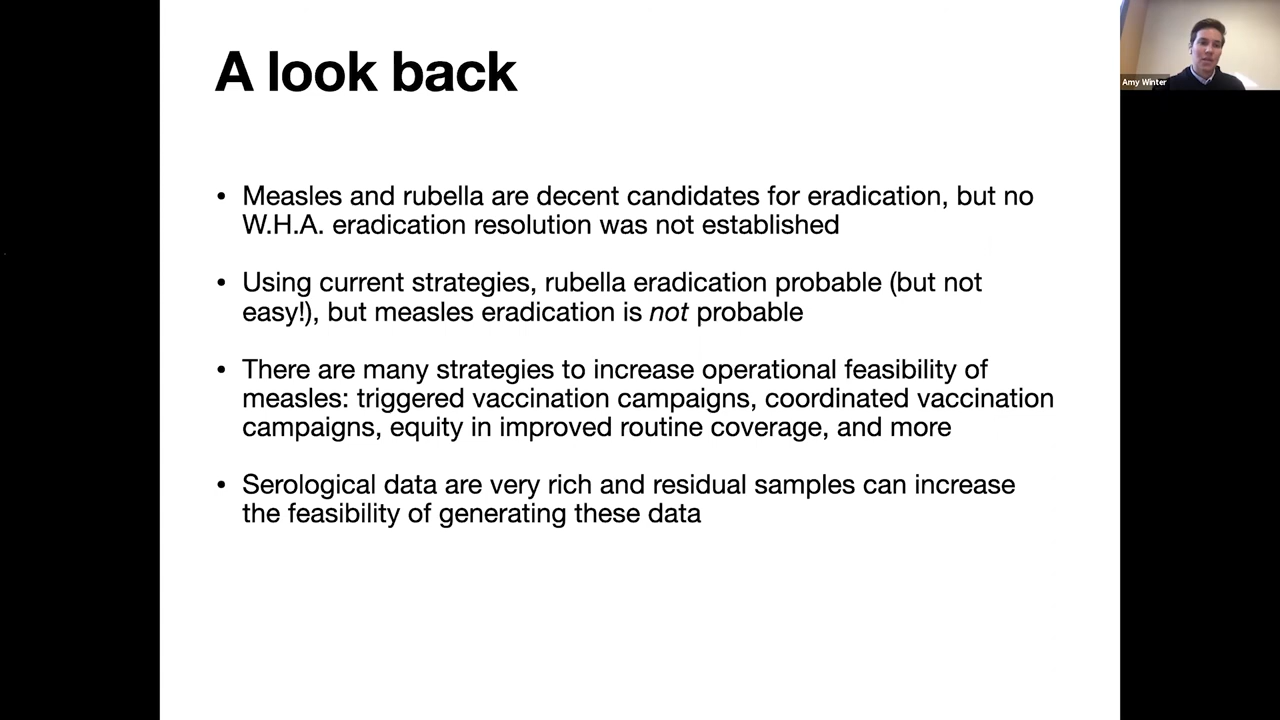 A look back
Amy Winter
• Measles and rubella are decent candidates for eradication, but no
W.H.A. eradication resolution was not established
• Using current strategies, rubella eradication probable (but not
easy!), but measles eradication is not probable
• There are many strategies to increase operational feasibility of
measles: triggered vaccination campaigns, coordinated vaccination
campaigns, equity in improved routine coverage, and more
• Serological data are very rich and residual samples can increase
the feasibility of generating these data